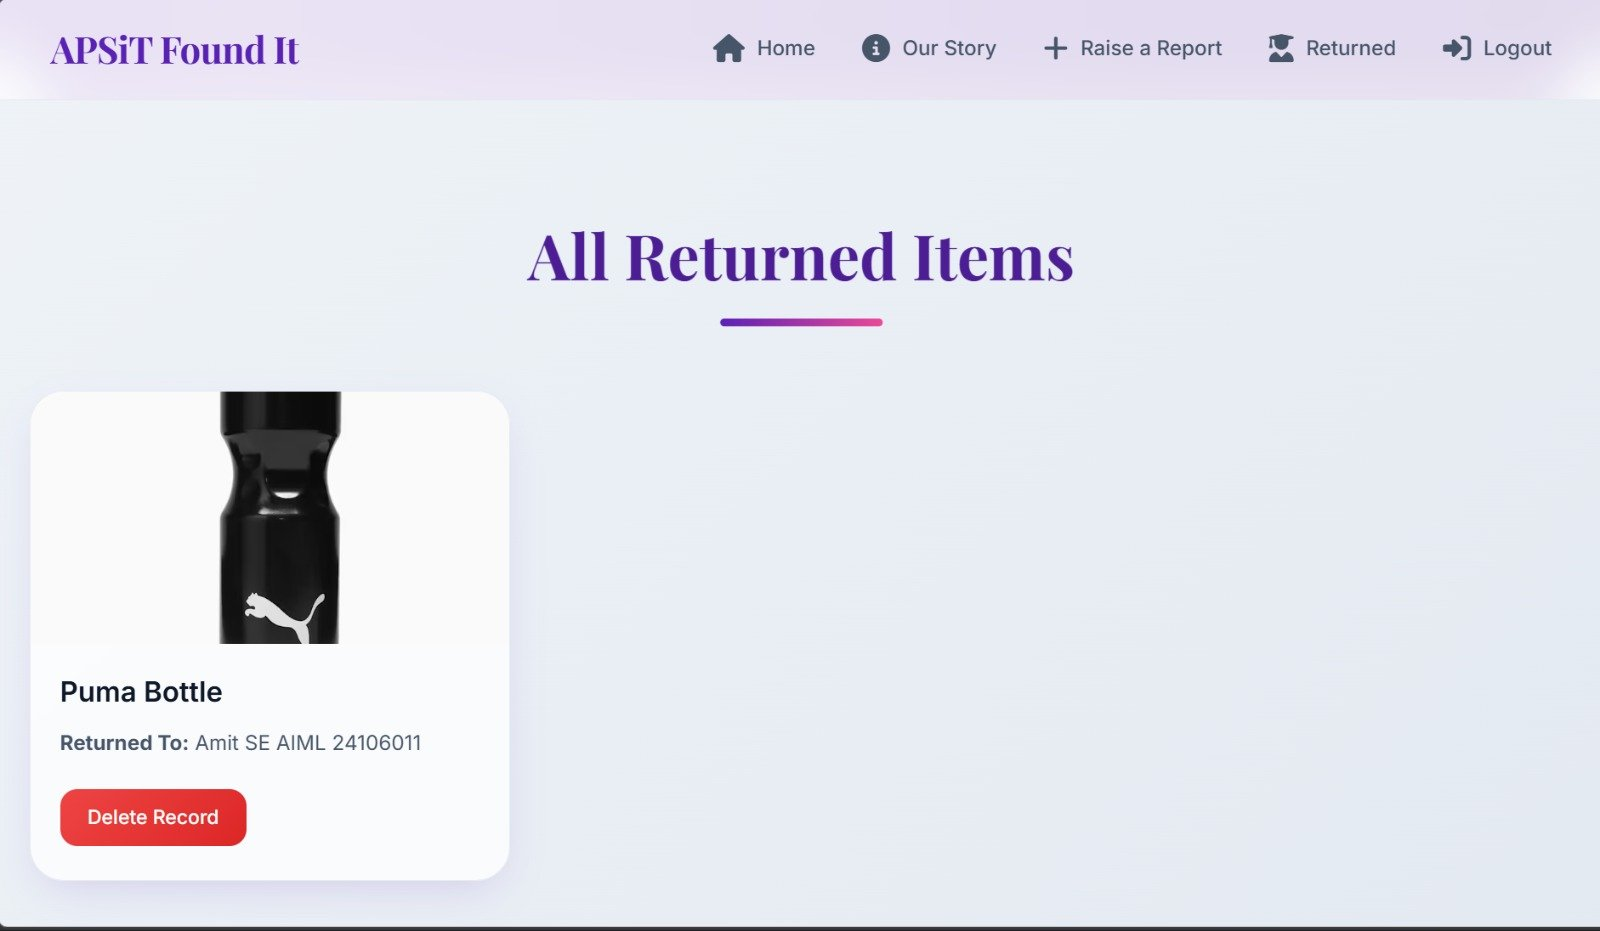 APSiT Found It
Home
Our Story
Raise a Report
Returned
Logout
All Returned Items
Puma Bottle
Returned To: Amit SE AIML 24106011
Delete Record